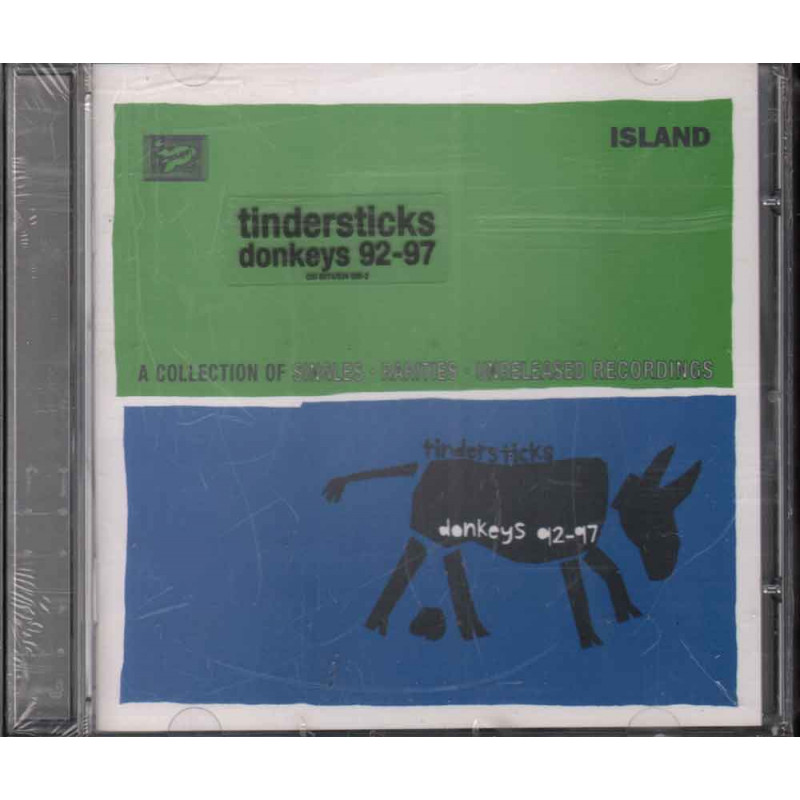 ISLAND
tindersticks
donkeys 92-97
A COLLECTION OF SINGLES · RARITIES · UNRELEASED RECORDINGS
tindersticks
donkeys 92-97